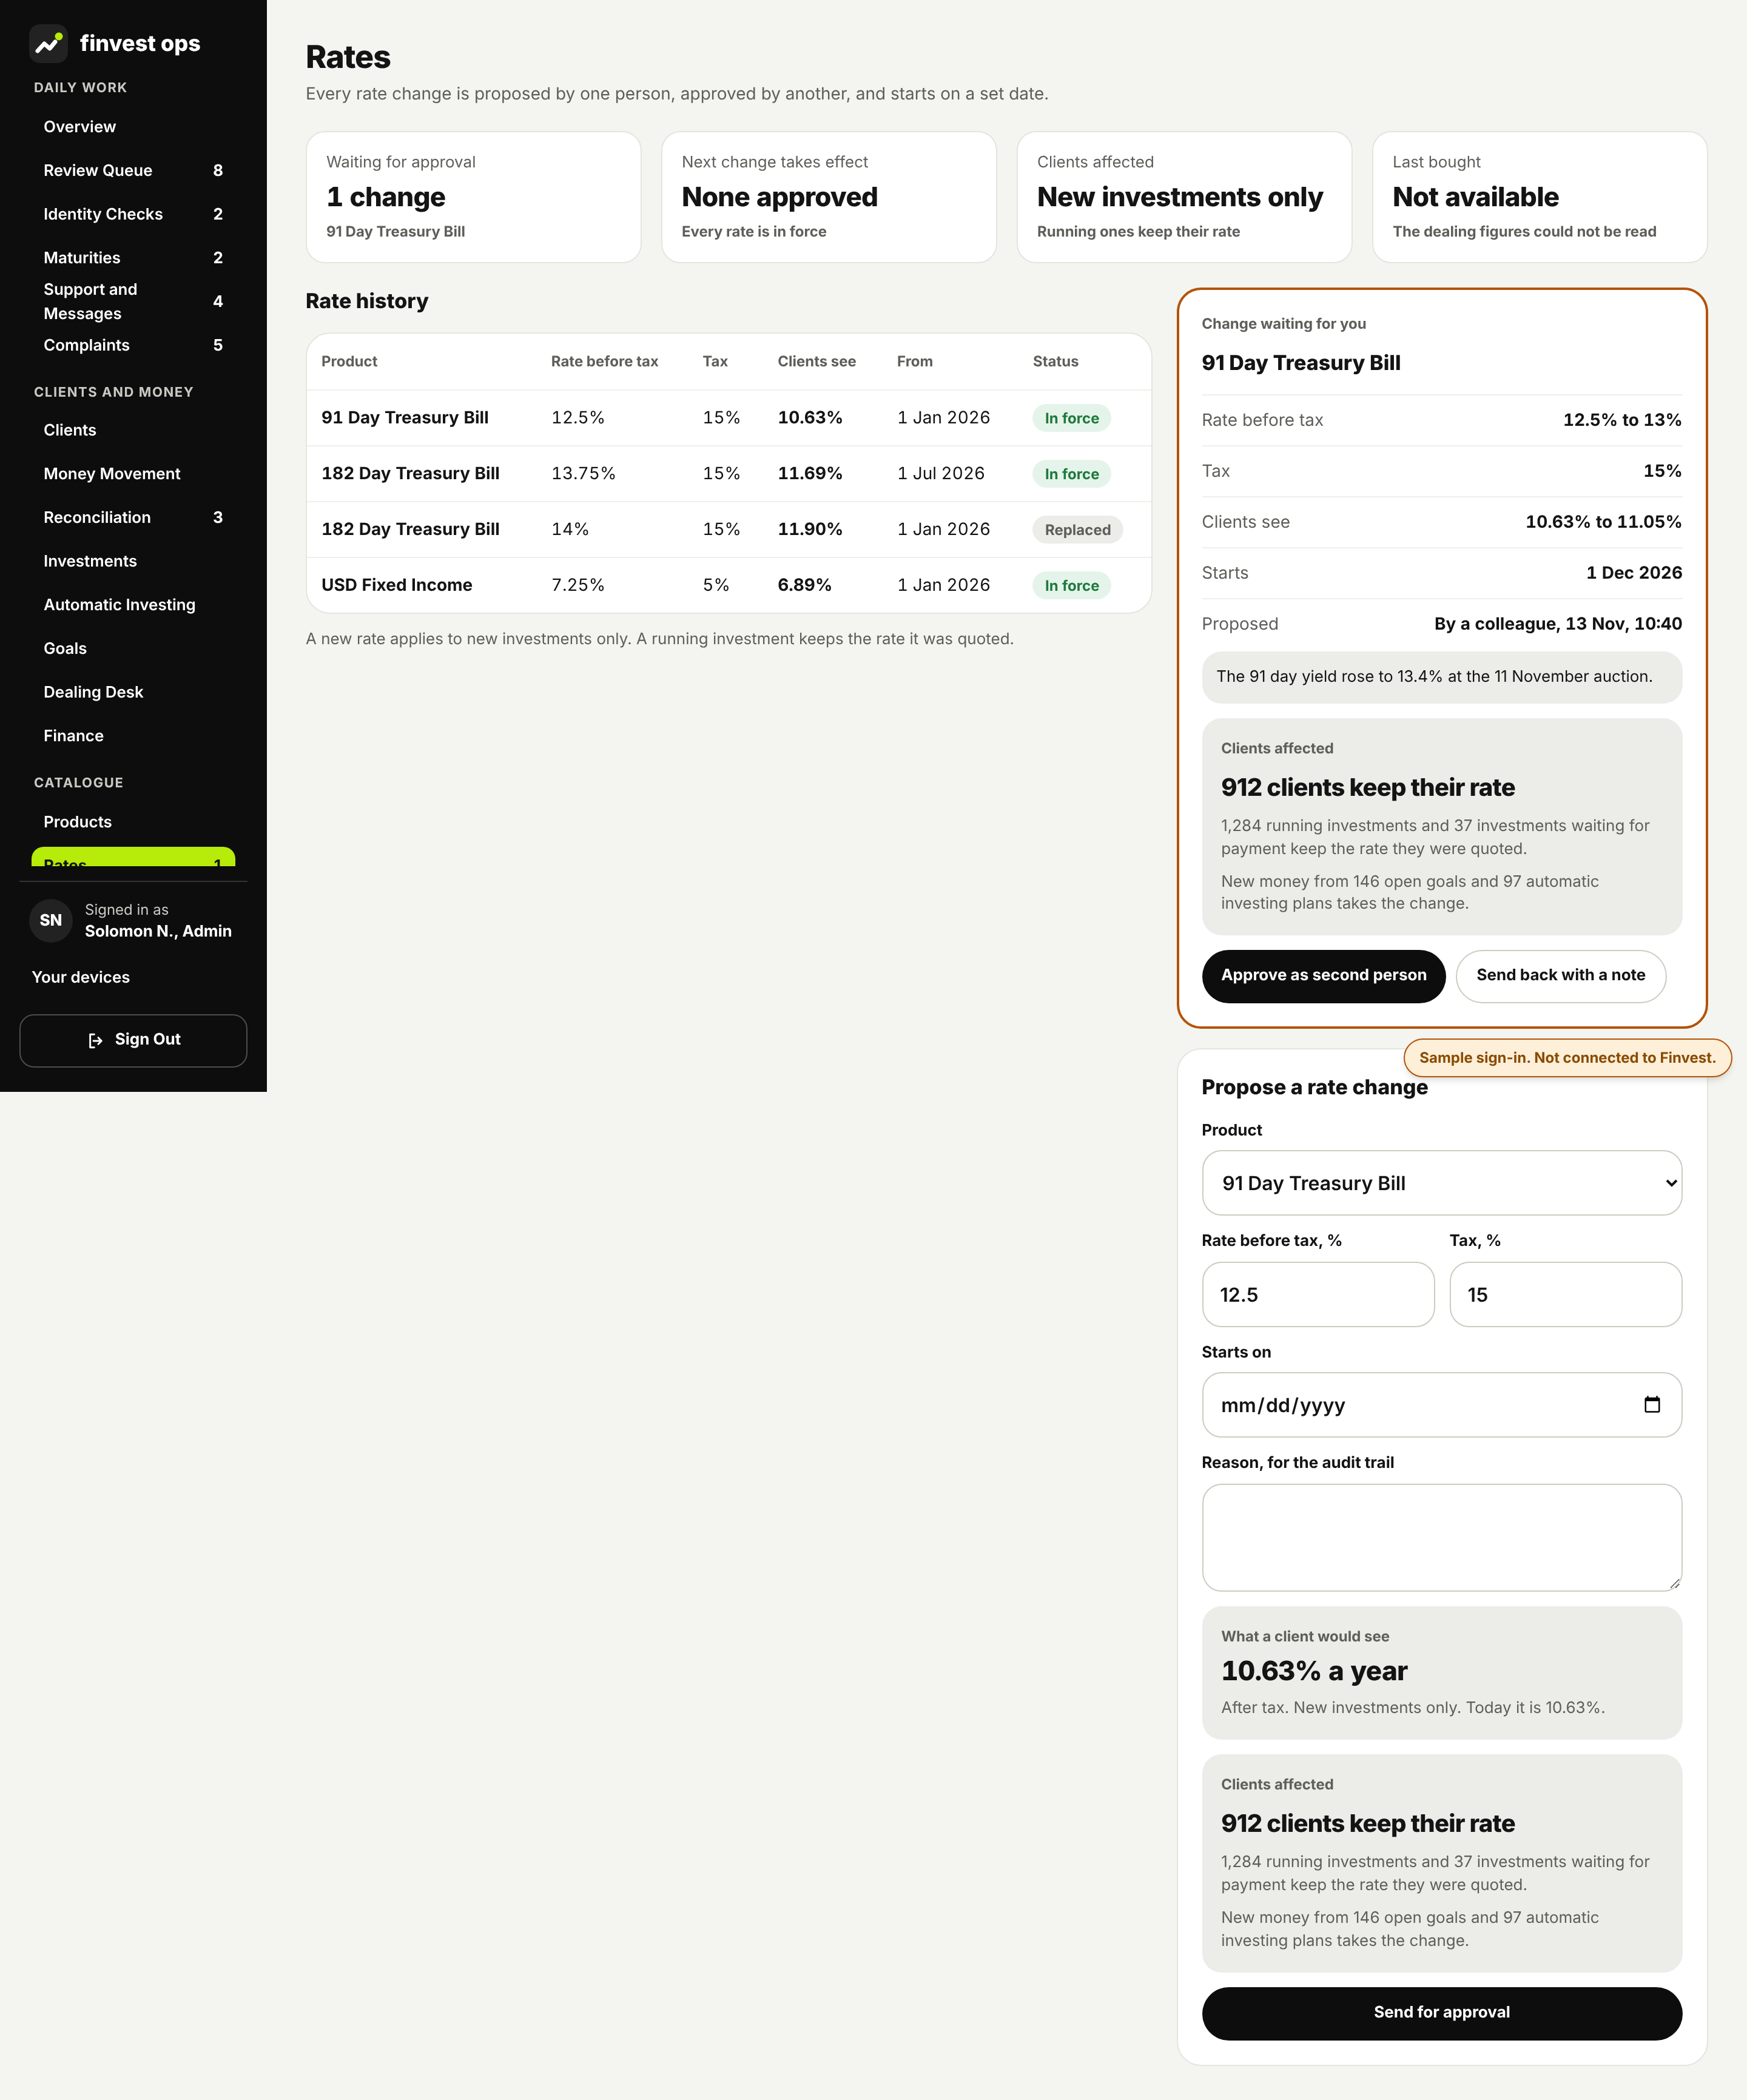 finvest ops
DAILY WORK
Overview
Review Queue 8
Identity Checks 2
Maturities 2
Support and
Messages 4
Complaints 5
CLIENTS AND MONEY
Clients
Money Movement
Reconciliation 3
Investments
Automatic Investing
Goals
Dealing Desk
Finance
CATALOGUE
Products
Rates 1
SN
Signed in as
Solomon N., Admin
Your devices
Sign Out
Rates
Every rate change is proposed by one person, approved by another, and starts on a set date.
Waiting for approval
1 change
91 Day Treasury Bill
Next change takes effect
None approved
Every rate is in force
Clients affected
New investments only
Running ones keep their rate
Last bought
Not available
The dealing figures could not be read
Rate history
Product Rate before tax Tax Clients see From Status
91 Day Treasury Bill 12.5% 15% 10.63% 1 Jan 2026 In force
182 Day Treasury Bill 13.75% 15% 11.69% 1 Jul 2026 In force
182 Day Treasury Bill 14% 15% 11.90% 1 Jan 2026 Replaced
USD Fixed Income 7.25% 5% 6.89% 1 Jan 2026 In force
A new rate applies to new investments only. A running investment keeps the rate it was quoted.
Change waiting for you
91 Day Treasury Bill
Rate before tax 12.5% to 13%
Tax 15%
Clients see 10.63% to 11.05%
Starts 1 Dec 2026
Proposed By a colleague, 13 Nov, 10:40
The 91 day yield rose to 13.4% at the 11 November auction.
Clients affected
912 clients keep their rate
1,284 running investments and 37 investments waiting for
payment keep the rate they were quoted.
New money from 146 open goals and 97 automatic
investing plans takes the change.
Approve as second person Send back with a note
Sample sign-in. Not connected to Finvest.
Propose a rate change
Product
91 Day Treasury Bill
Rate before tax, % Tax, %
12.5 15
Starts on
mm/dd/yyyy
Reason, for the audit trail
What a client would see
10.63% a year
After tax. New investments only. Today it is 10.63%.
Clients affected
912 clients keep their rate
1,284 running investments and 37 investments waiting for
payment keep the rate they were quoted.
New money from 146 open goals and 97 automatic
investing plans takes the change.
Send for approval